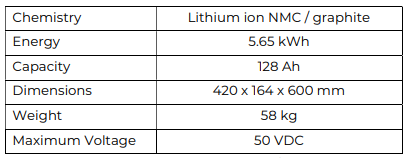 Chemistry Lithium ion NMC / graphite
Energy 5.65 kWh
Capacity 128 Ah
Dimensions 420 x 164 x 600 mm
Weight 58 kg
Maximum Voltage 50 VDC